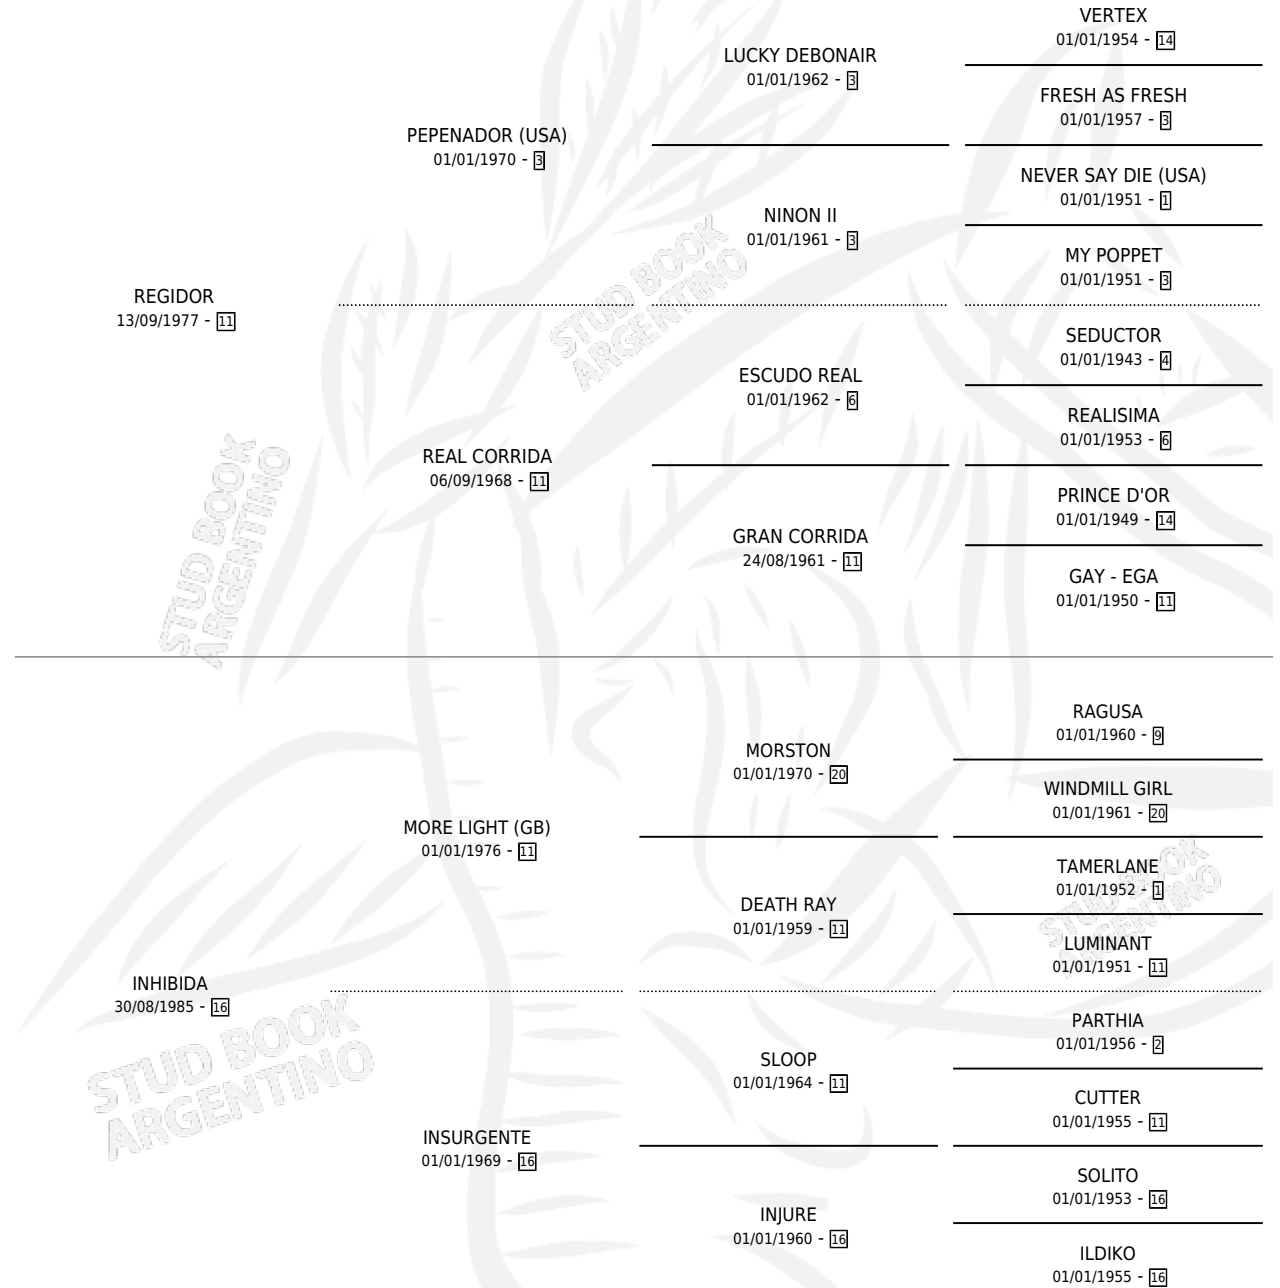 VERTEX
01/01/1954 - 14
LUCKY DEBONAIR
01/01/1962 - 3
FRESH AS FRESH
01/01/1957 - 3
PEPENADOR (USA)
01/01/1970 - 3
NEVER SAY DIE (USA)
01/01/1951 - 1
NINON II
01/01/1961 - 3
MY POPPET
01/01/1951 - 3
REGIDOR
13/09/1977 - 11
STUD BOOK
ARGENTINO
SEDUCTOR
01/01/1943 - 4
ESCUDO REAL
01/01/1962 - 6
REALISIMA
01/01/1953 - 6
REAL CORRIDA
06/09/1968 - 11
PRINCE D'OR
01/01/1949 - 14
GRAN CORRIDA
24/08/1961 - 11
GAY - EGA
01/01/1950 - 11
STUD BOOK
ARGENTINO
RAGUSA
01/01/1960 - 9
MORSTON
01/01/1970 - 20
WINDMILL GIRL
01/01/1961 - 20
MORE LIGHT (GB)
01/01/1976 - 11
TAMERLANE
01/01/1952 - 1
DEATH RAY
01/01/1959 - 11
LUMINANT
01/01/1951 - 11
STUD BOOK
ARGENTINO
INHIBIDA
30/08/1985 - 16
PARTHIA
01/01/1956 - 2
SLOOP
01/01/1964 - 11
CUTTER
01/01/1955 - 11
STUD BOOK
ARGENTINO
INSURGENTE
01/01/1969 - 16
SOLITO
01/01/1953 - 16
INJURE
01/01/1960 - 16
ILDIKO
01/01/1955 - 16